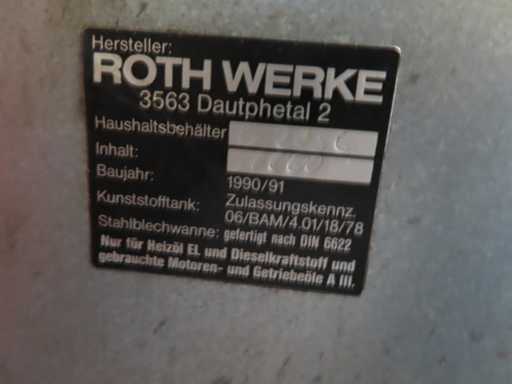 Hersteller:
ROTH WERKE
3563 Dautphetal 2
Haushaltsbehälter
Inhalt: 1000
Baujahr: 1990/91
Kunststofftank: Zulassungskennz.
06/BAM/4.01/18/78
Stahlblechwanne: gefertigt nach DIN 6622
Nur für Heizöl EL und Dieselkraftstoff und
gebrauchte Motoren- und Getriebeöle A III.